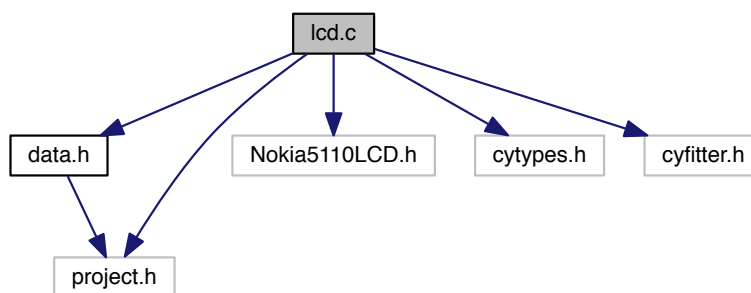 lcd.c
data.h
Nokia5110LCD.h
cytypes.h
cyfitter.h
project.h